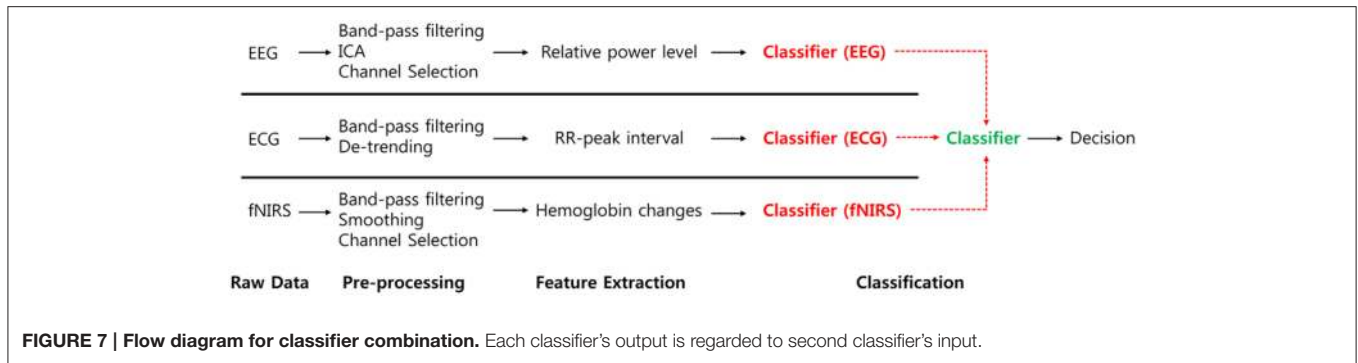 EEG
Band-pass filtering
ICA
Channel Selection
Relative power level
Classifier (EEG)
ECG
Band-pass filtering
De-trending
RR-peak interval
Classifier (ECG)
Classifier
Decision
fNIRS
Band-pass filtering
Smoothing
Channel Selection
Hemoglobin changes
Classifier (fNIRS)
Raw Data
Pre-processing
Feature Extraction
Classification
FIGURE 7 | Flow diagram for classifier combination. Each classifier's output is regarded to second classifier's input.